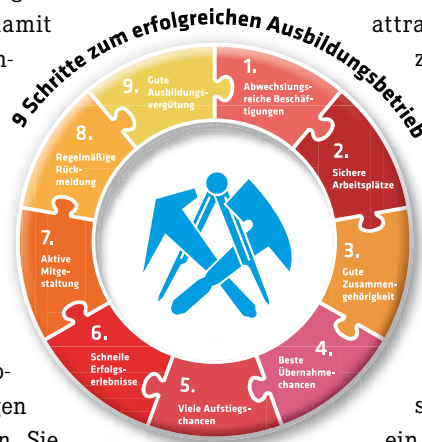 9 Schritte zum erfolgreichen Ausbildungsbetrieb
1.
Abwechslungs-
reiche Beschäf-
tigungen
2.
Sichere
Arbeitsplätze
3.
Gute
Zusammen-
gehörigkeit
4.
Beste
Übernahme-
chancen
5.
Viele Aufstiegs-
chancen
6.
Schnelle
Erfolgs-
erlebnisse
7.
Aktive
Mitge-
staltung
8.
Regelmäßige
Rück-
meldung
9.
Gute
Ausbildungs-
vergütung